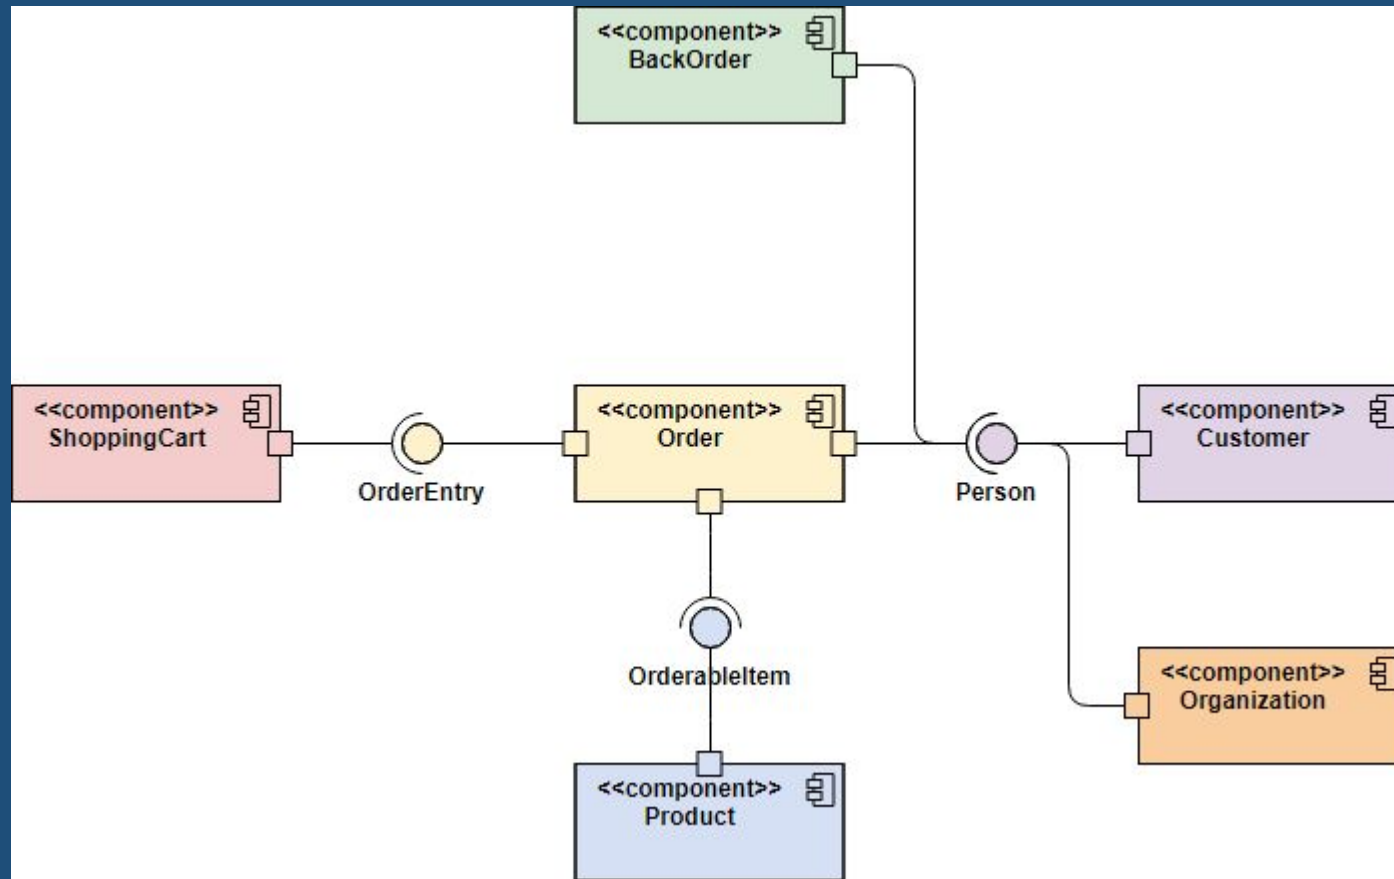 <<component>>
BackOrder
<<component>>
ShoppingCart
OrderEntry
<<component>>
Order
Person
<<component>>
Customer
OrderableItem
<<component>>
Organization
<<component>>
Product